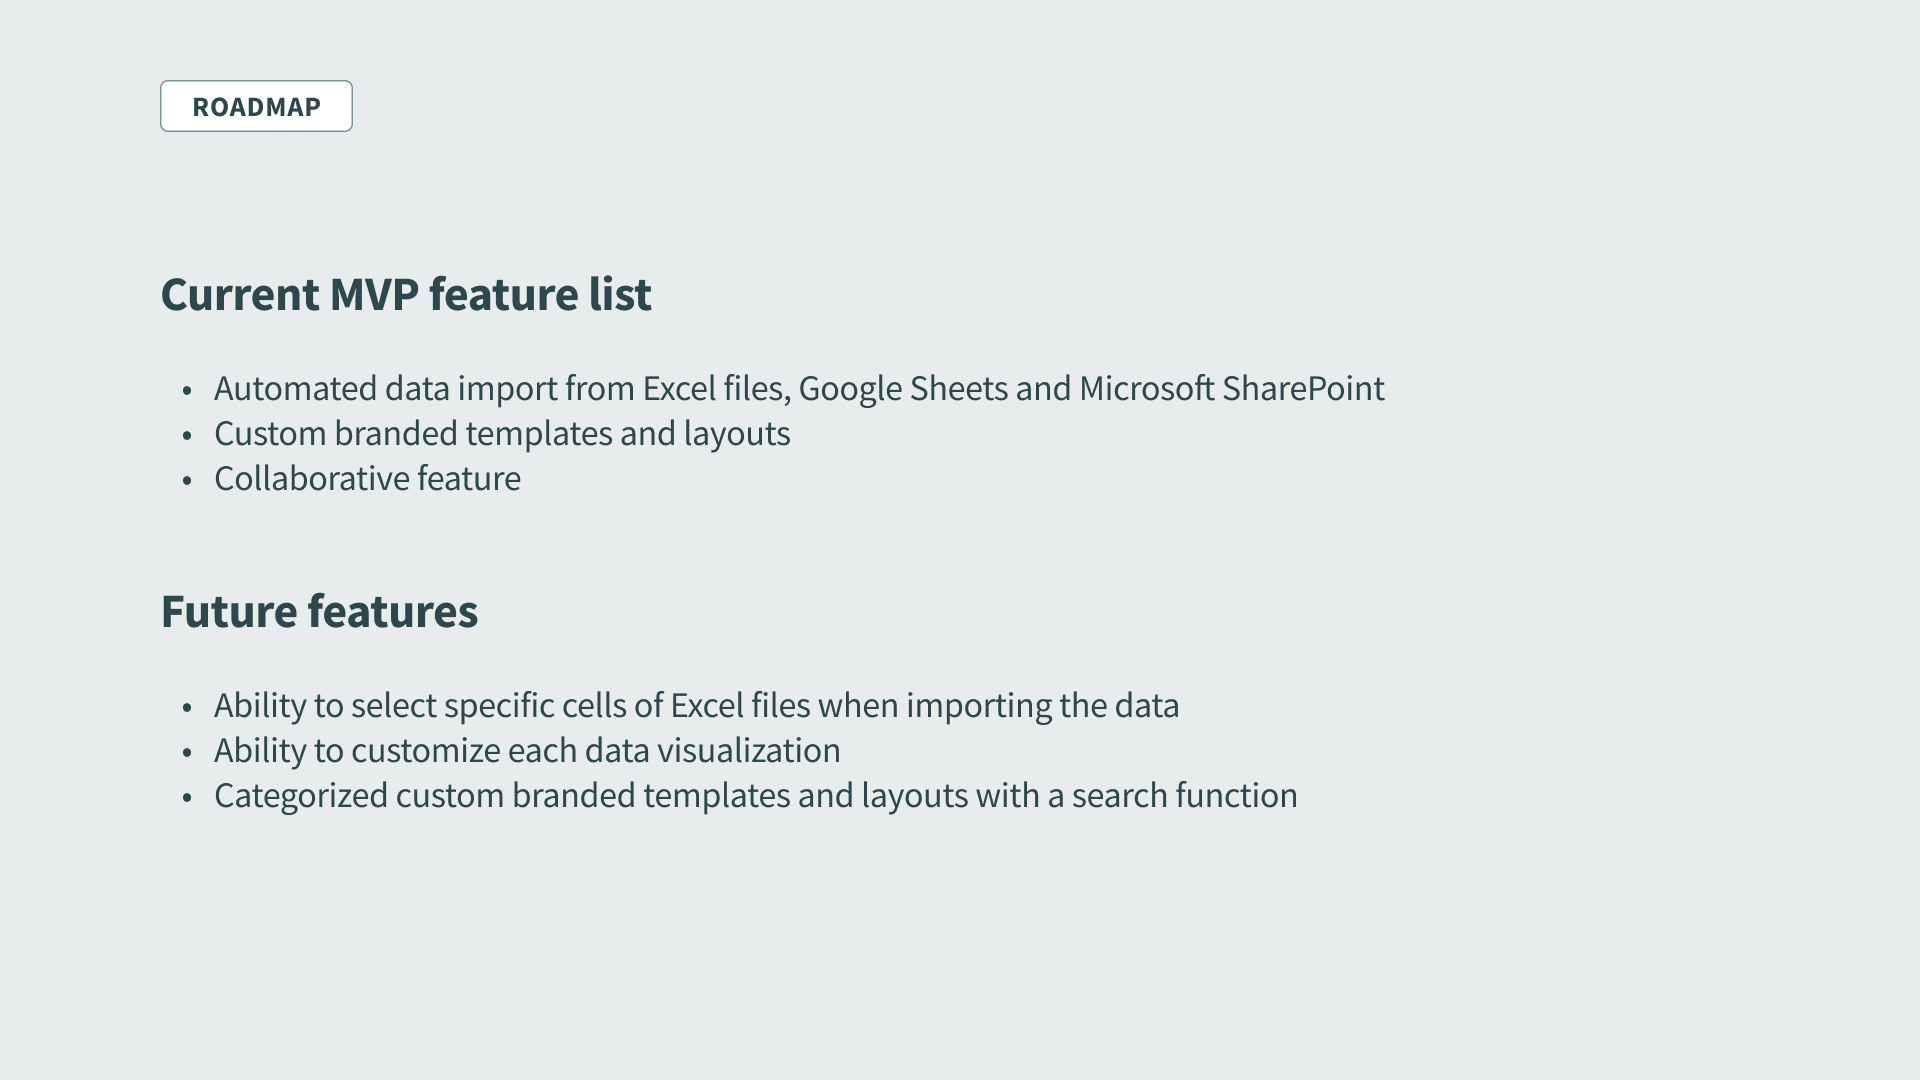 ROADMAP
Current MVP feature list
• Automated data import from Excel files, Google Sheets and Microsoft SharePoint
• Custom branded templates and layouts
• Collaborative feature
Future features
• Ability to select specific cells of Excel files when importing the data
• Ability to customize each data visualization
• Categorized custom branded templates and layouts with a search function